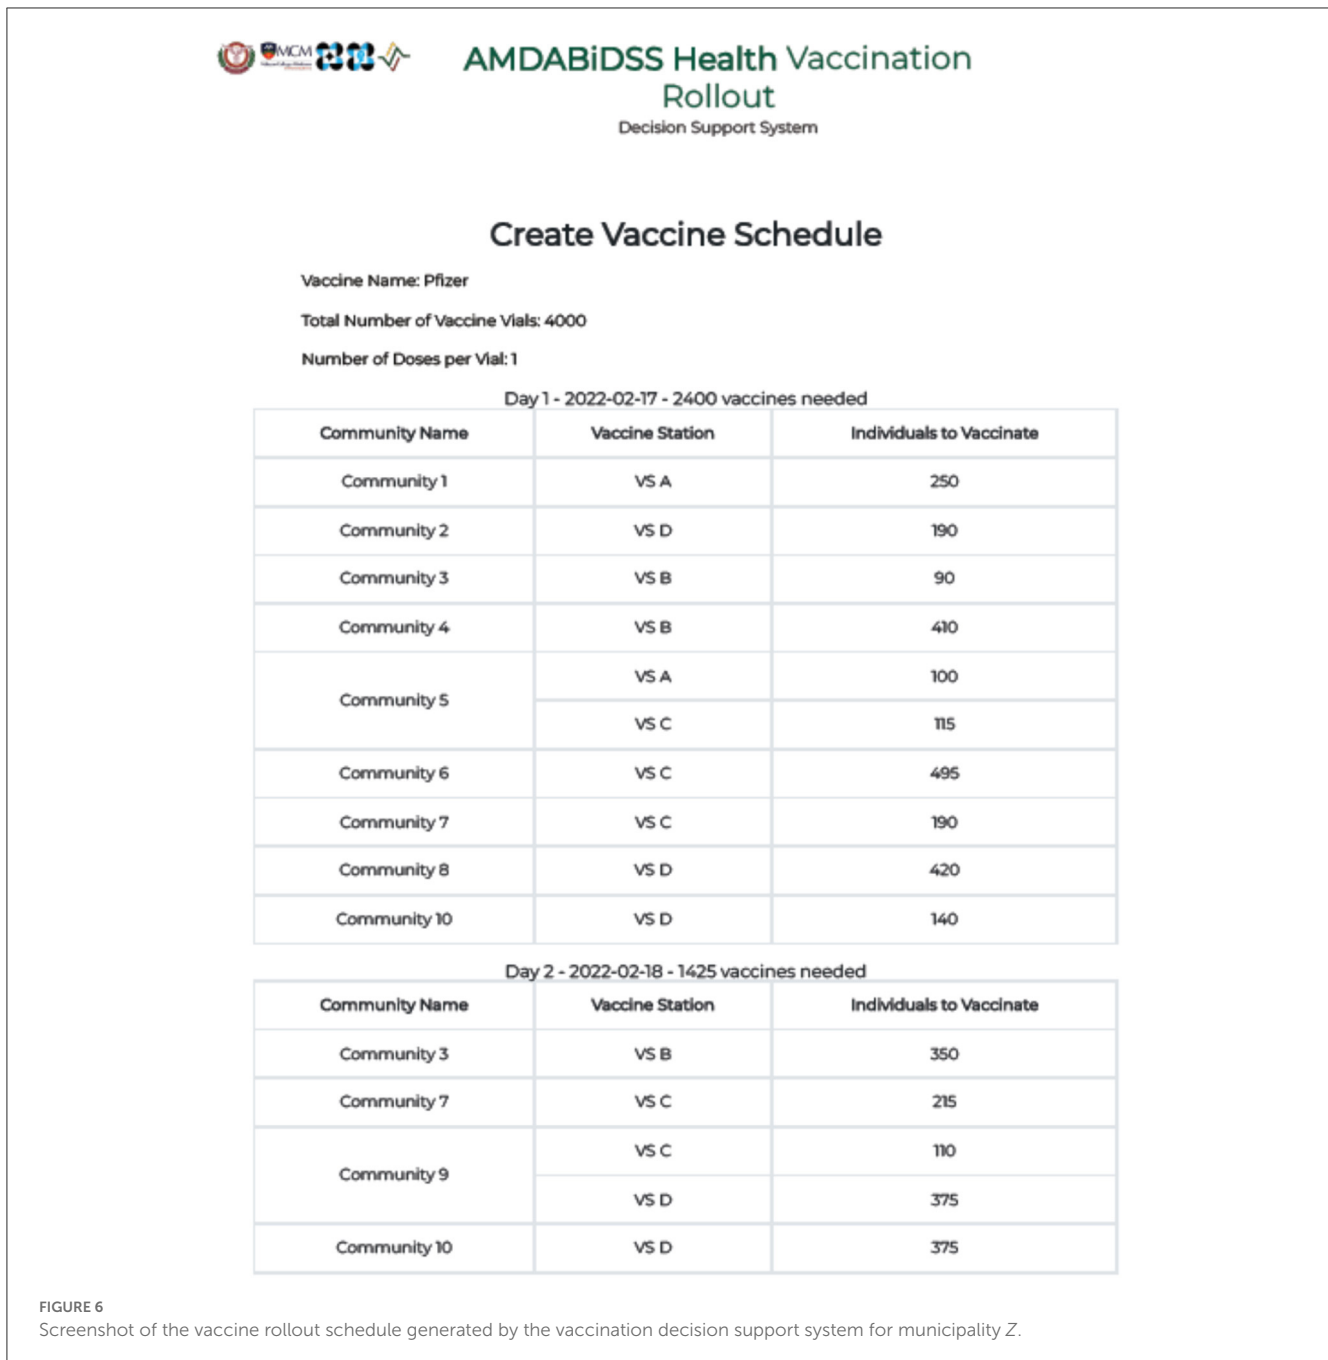 MCM
AMDABiDSS Health Vaccination
Rollout
Decision Support System
Create Vaccine Schedule
Vaccine Name: Pfizer
Total Number of Vaccine Vials: 4000
Number of Doses per Vial: 1
Day 1 - 2022-02-17 - 2400 vaccines needed
Community Name Vaccine Station Individuals to Vaccinate
Community 1 VS A 250
Community 2 VS D 190
Community 3 VS B 90
Community 4 VS B 410
Community 5 VS A 100
VS C 115
Community 6 VS C 495
Community 7 VS C 190
Community 8 VS D 420
Community 10 VS D 140
Day 2 - 2022-02-18 - 1425 vaccines needed
Community Name Vaccine Station Individuals to Vaccinate
Community 3 VS B 350
Community 7 VS C 215
Community 9 VS C 110
VS D 375
Community 10 VS D 375
FIGURE 6
Screenshot of the vaccine rollout schedule generated by the vaccination decision support system for municipality Z.